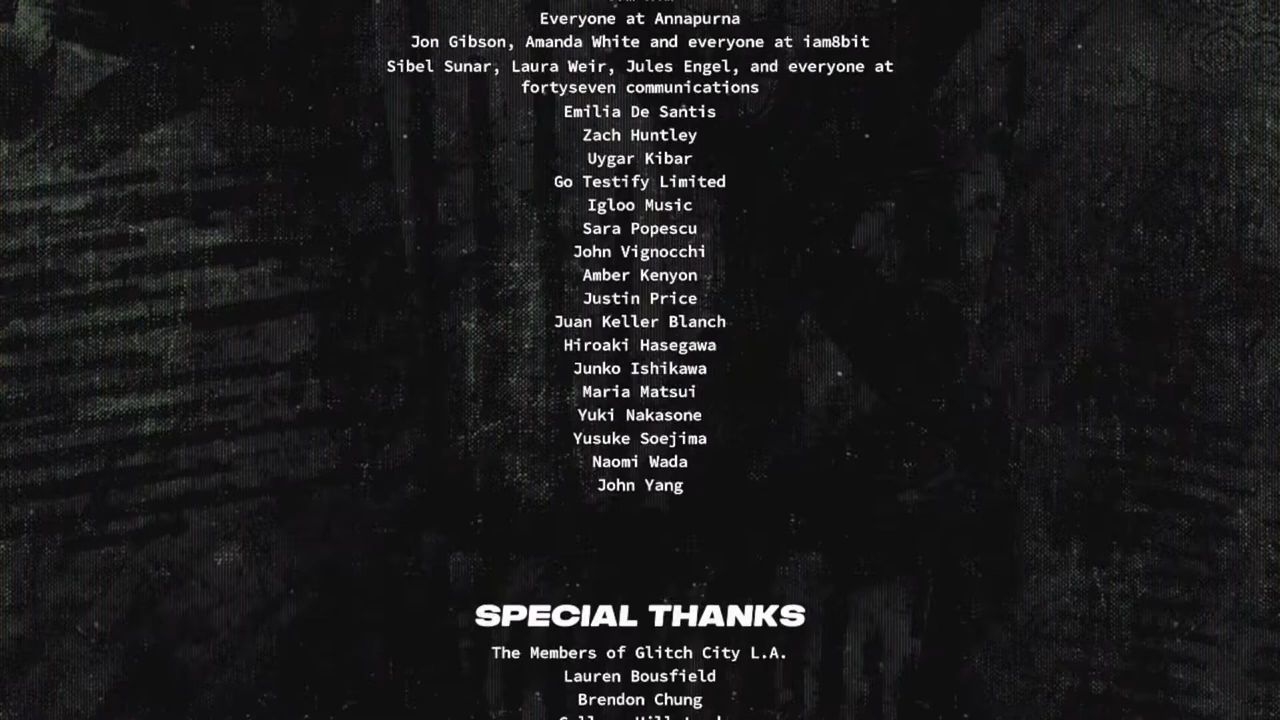 Everyone at Annapurna
Jon Gibson, Amanda White and everyone at iam8bit
Sibel Sunar, Laura Weir, Jules Engel, and everyone at
fortyseven communications
Emilia De Santis
Zach Huntley
Uygar Kibar
Go Testify Limited
Igloo Music
Sara Popescu
John Vignocchi
Amber Kenyon
Justin Price
Juan Keller Blanch
Hiroaki Hasegawa
Junko Ishikawa
Maria Matsui
Yuki Nakasone
Yusuke Soejima
Naomi Wada
John Yang
SPECIAL THANKS
The Members of Glitch City L.A.
Lauren Bousfield
Brendon Chung